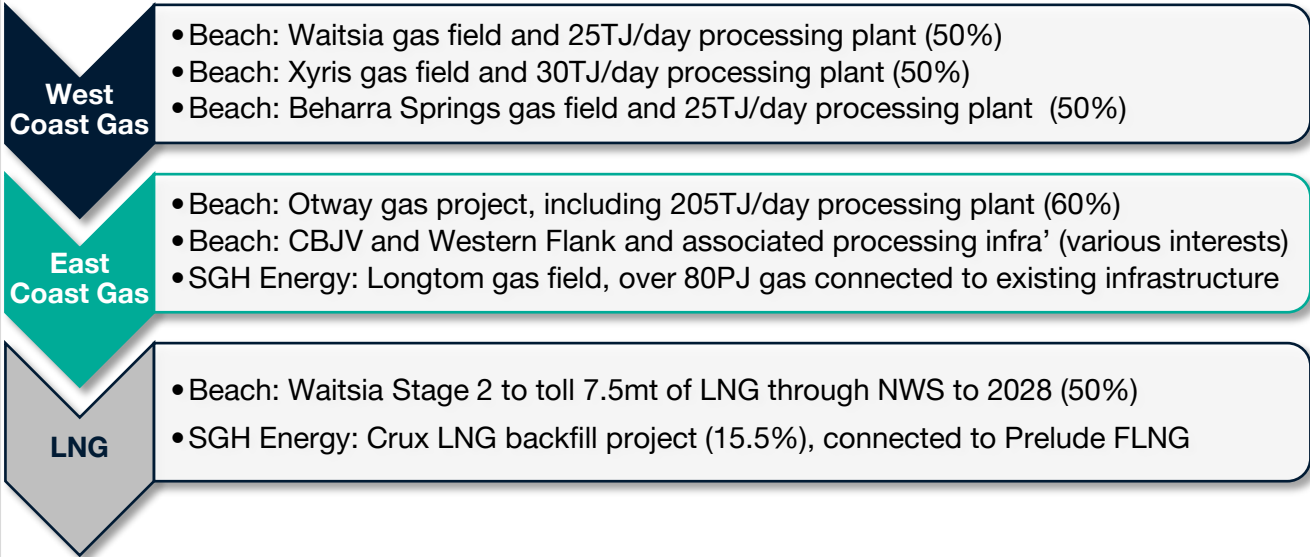 West
Coast Gas
•Beach: Waitsia gas field and 25TJ/day processing plant (50%)
•Beach: Xyris gas field and 30TJ/day processing plant (50%)
•Beach: Beharra Springs gas field and 25TJ/day processing plant (50%)
East
Coast Gas
•Beach: Otway gas project, including 205TJ/day processing plant (60%)
•Beach: CBJV and Western Flank and associated processing infra' (various interests)
•SGH Energy: Longtom gas field, over 80PJ gas connected to existing infrastructure
LNG
•Beach: Waitsia Stage 2 to toll 7.5mt of LNG through NWS to 2028 (50%)
•SGH Energy: Crux LNG backfill project (15.5%), connected to Prelude FLNG